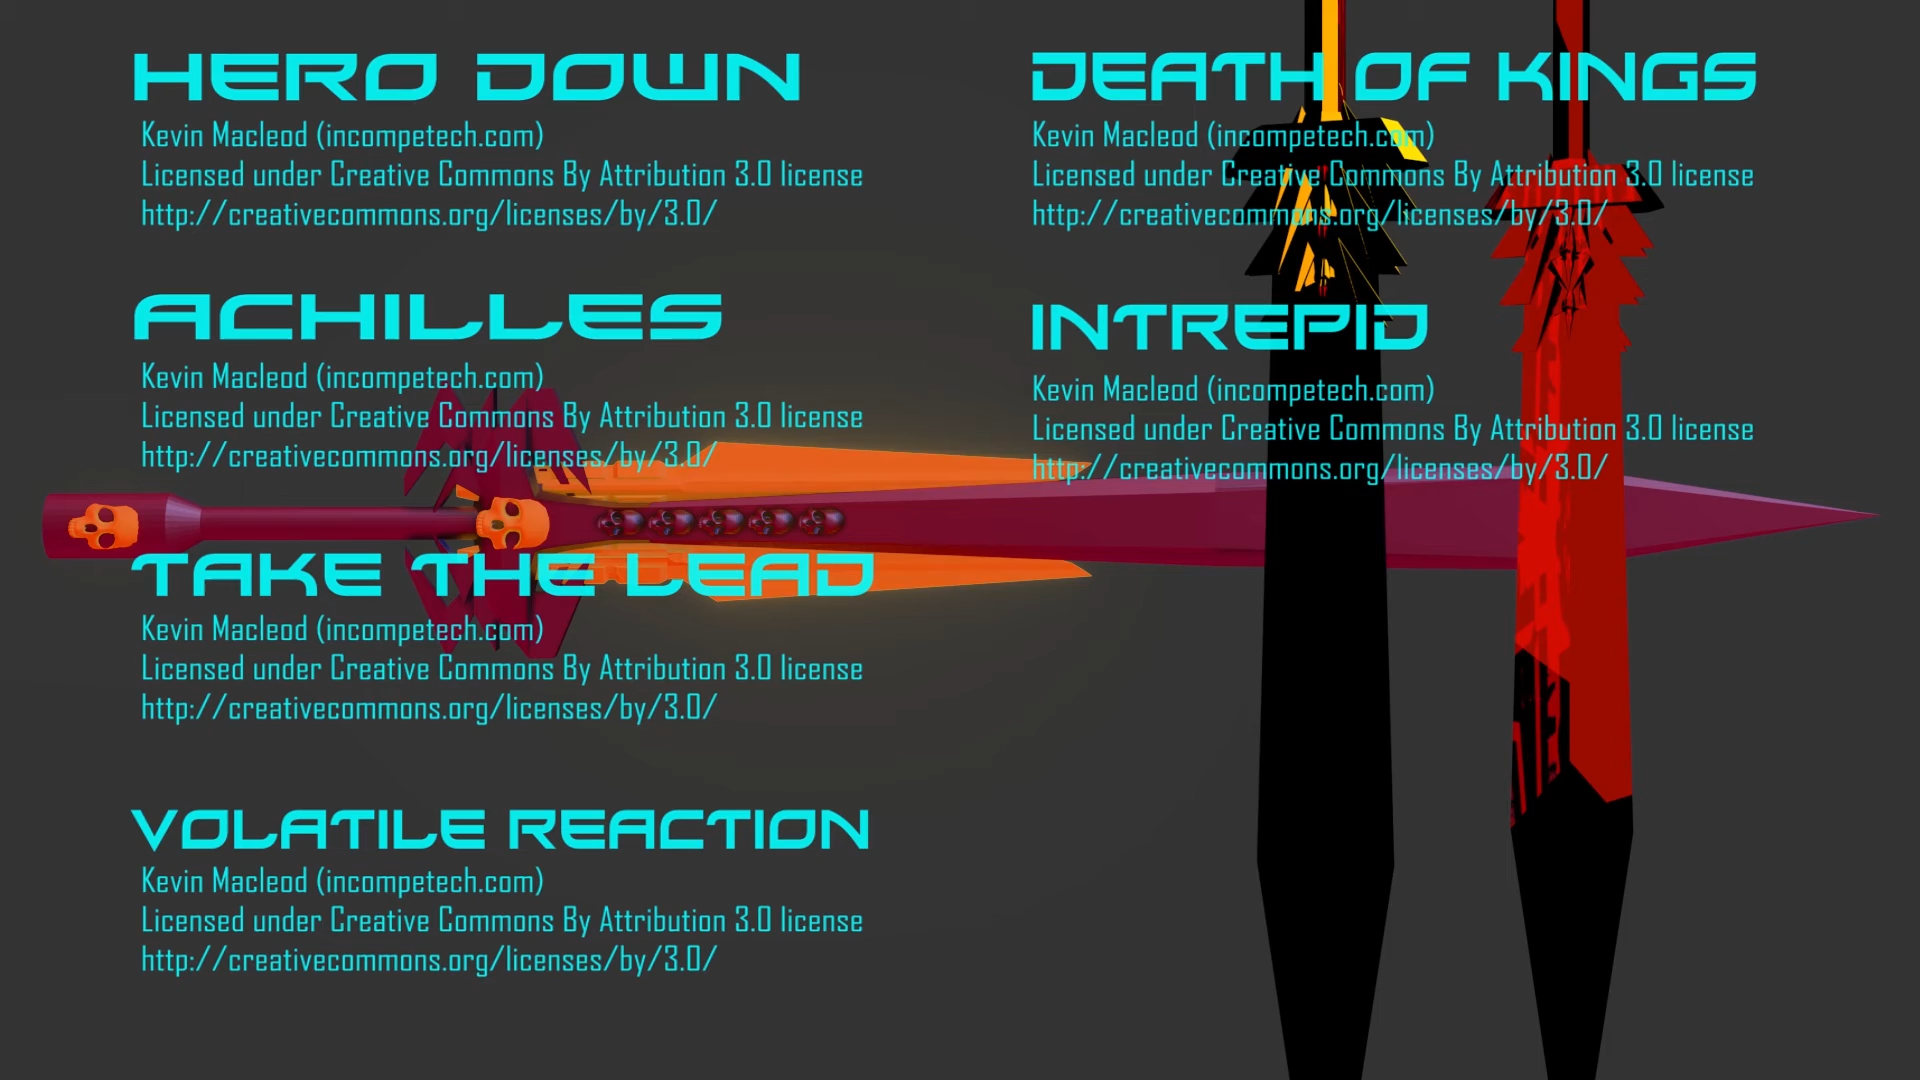 HERO DOWN
Kevin Macleod (incompetech.com)
Licensed under Creative Commons By Attribution 3.0 license
http://creativecommons.org/licenses/by/3.0/
ACHILLES
Kevin Macleod (incompetech.com)
Licensed under Creative Commons By Attribution 3.0 license
http://creativecommons.org/licenses/by/3.0/
TAKE THE LEAD
Kevin Macleod (incompetech.com)
Licensed under Creative Commons By Attribution 3.0 license
http://creativecommons.org/licenses/by/3.0/
VOLATILE REACTION
Kevin Macleod (incompetech.com)
Licensed under Creative Commons By Attribution 3.0 license
http://creativecommons.org/licenses/by/3.0/
DEATH OF KINGS
Kevin Macleod (incompetech.com)
Licensed under Creative Commons By Attribution 3.0 license
http://creativecommons.org/licenses/by/3.0/
INTREPID
Kevin Macleod (incompetech.com)
Licensed under Creative Commons By Attribution 3.0 license
http://creativecommons.org/licenses/by/3.0/